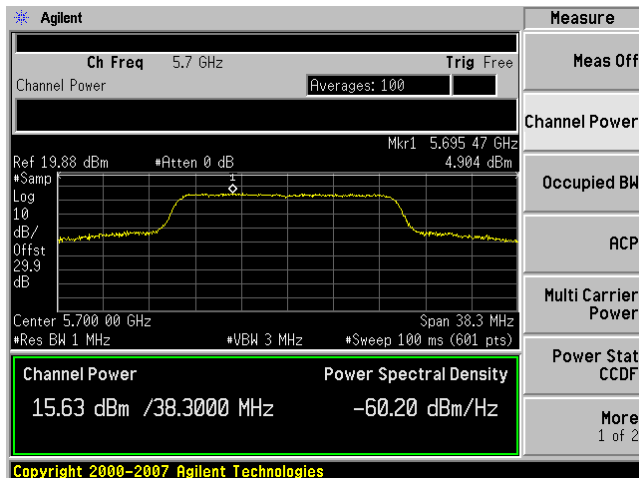 Agilent
Measure
Ch Freq 5.7 GHz Trig Free
Meas Off
Channel Power Averages: 100
Channel Power
Mkr1 5.695 47 GHz
Ref 19.88 dBm #Atten 0 dB 4.904 dBm
#Samp 1
Log
10
dB/
Offst
29.9
dB
Occupied BW
ACP
Multi Carrier
Power
Center 5.700 00 GHz Span 38.3 MHz
#Res BW 1 MHz #VBW 3 MHz #Sweep 100 ms (601 pts)
Power Stat
CCDF
Channel Power Power Spectral Density
15.63 dBm /38.3000 MHz -60.20 dBm/Hz
More
1 of 2
Copyright 2000-2007 Agilent Technologies